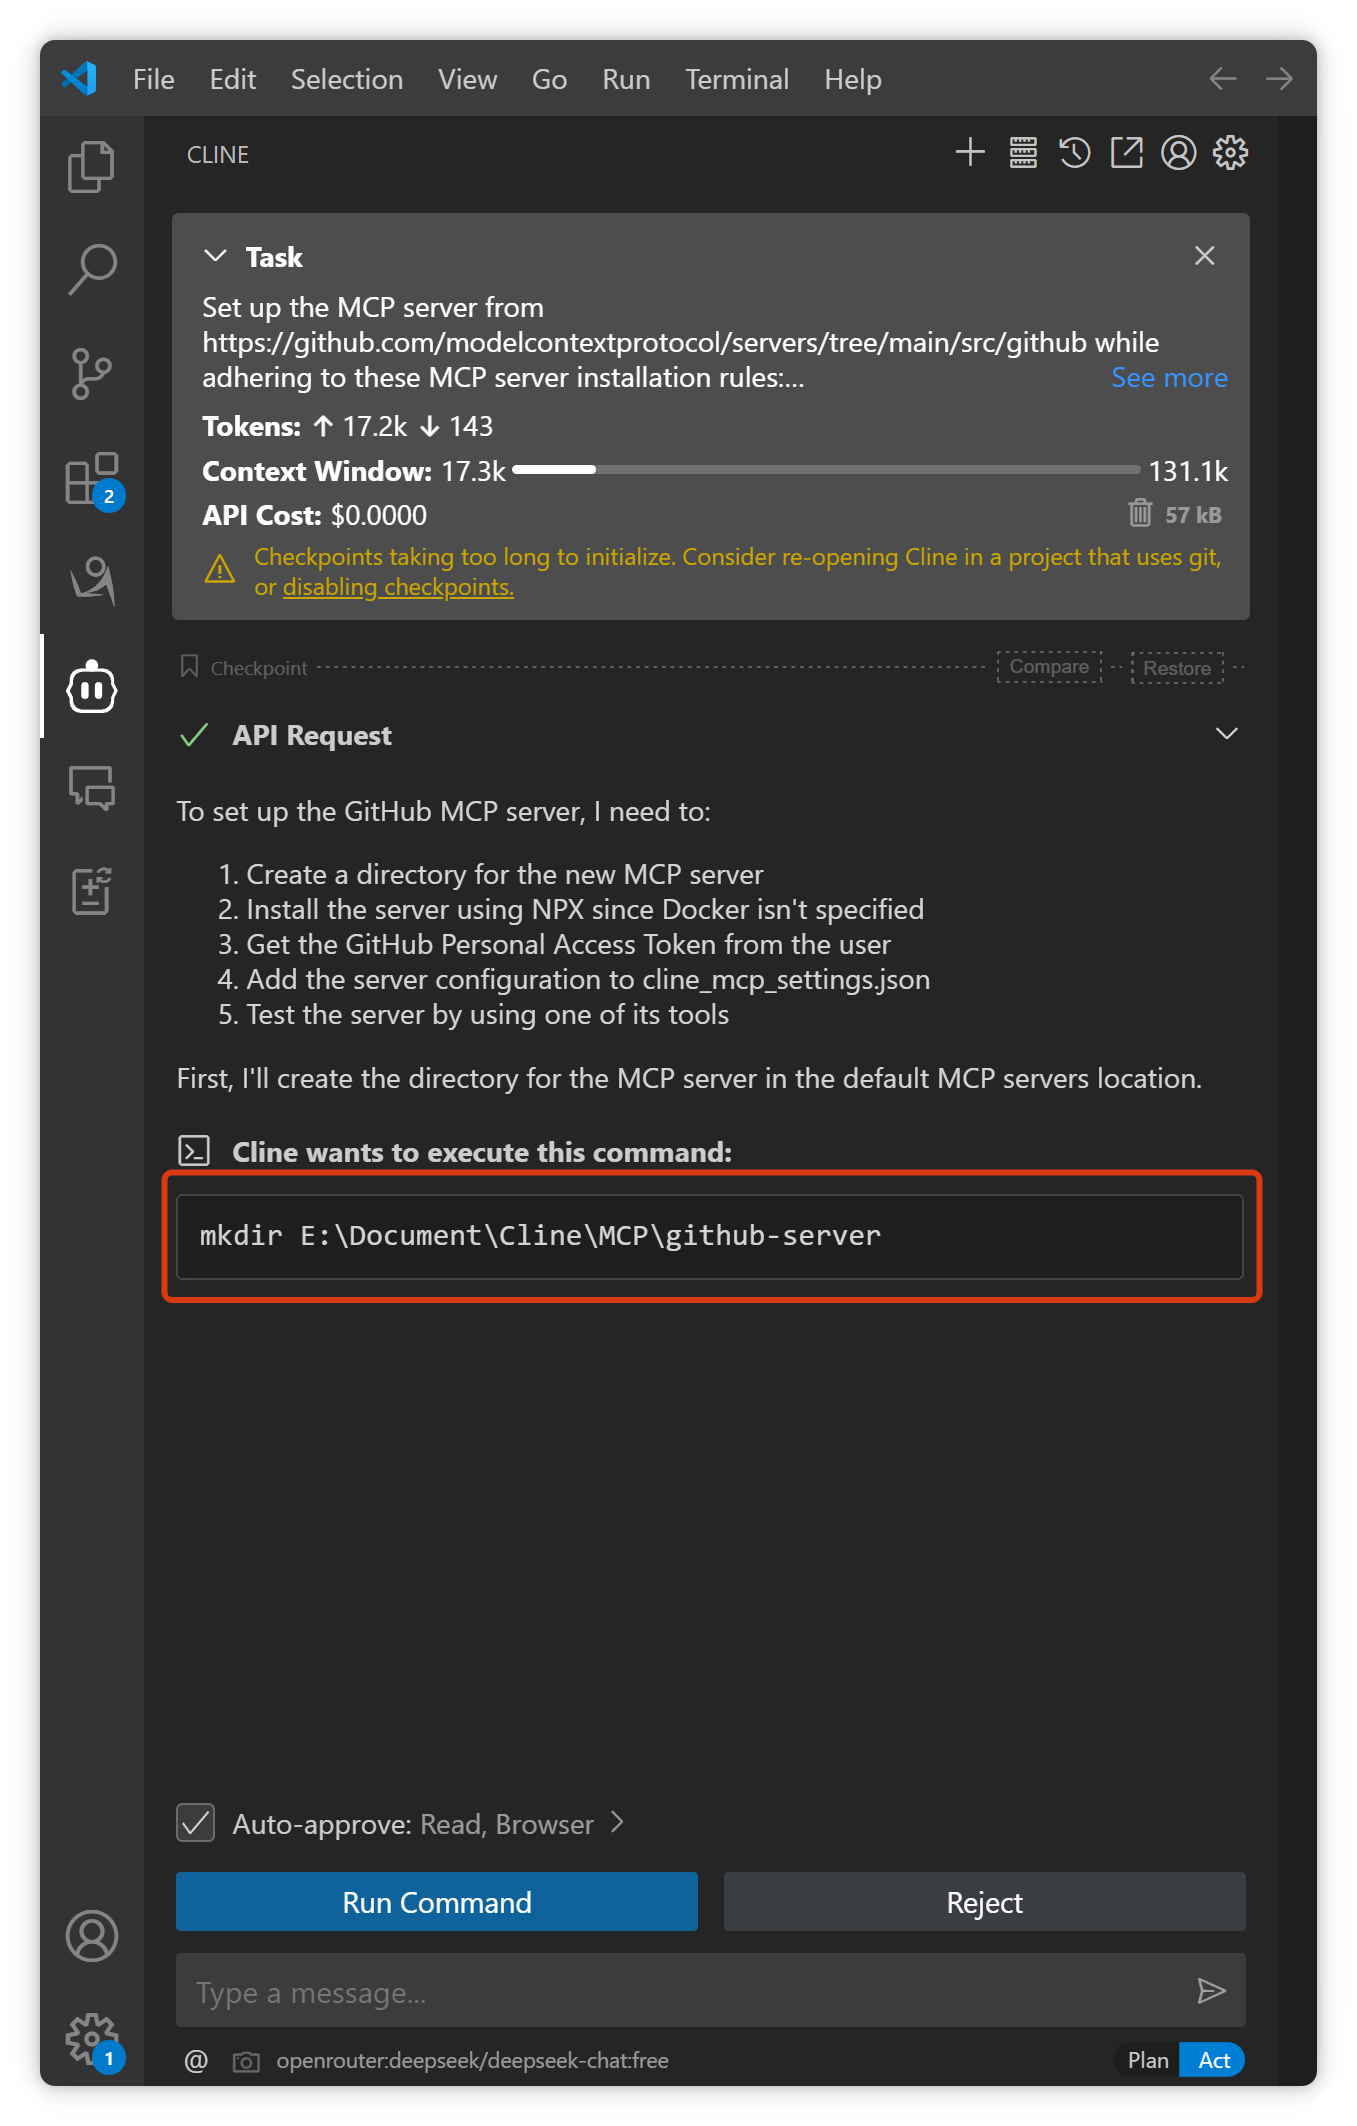 File Edit Selection View Go Run Terminal Help
CLINE
Task
Set up the MCP server from
https://github.com/modelcontextprotocol/servers/tree/main/src/github while
adhering to these MCP server installation rules:...
See more
Tokens: ↑ 17.2k ↓ 143
Context Window: 17.3k 131.1k
API Cost: $0.0000
57 kB
Checkpoints taking too long to initialize. Consider re-opening Cline in a project that uses git,
or disabling checkpoints.
Checkpoint Compare Restore
API Request
To set up the GitHub MCP server, I need to:
1. Create a directory for the new MCP server
2. Install the server using NPX since Docker isn't specified
3. Get the GitHub Personal Access Token from the user
4. Add the server configuration to cline_mcp_settings.json
5. Test the server by using one of its tools
First, I'll create the directory for the MCP server in the default MCP servers location.
Cline wants to execute this command:
mkdir E:\Document\Cline\MCP\github-server
Auto-approve: Read, Browser
Run Command Reject
Type a message...
@ openrouter:deepseek/deepseek-chat:free Plan Act
2
1